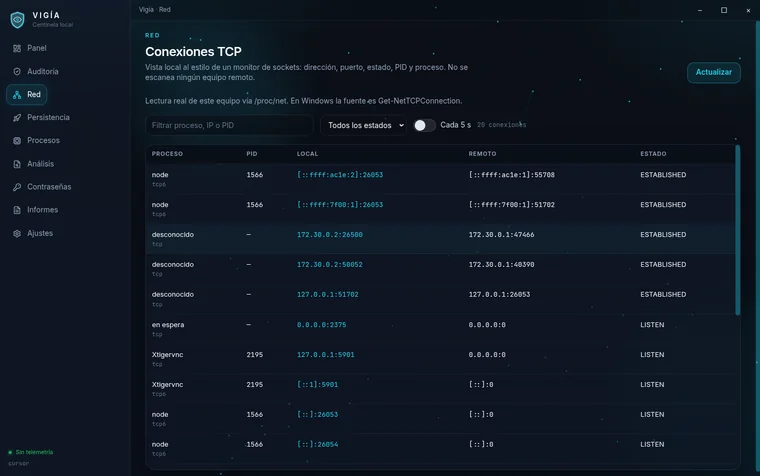 VIGÍA
Centinela local
Panel
Auditoría
Red
Persistencia
Procesos
Análisis
Contraseñas
Informes
Ajustes
Sin telemetría
cursor
Vigía · Red
RED
Conexiones TCP
Vista local al estilo de un monitor de sockets: dirección, puerto, estado, PID y proceso. No se
escanea ningún equipo remoto.
Actualizar
Lectura real de este equipo vía /proc/net. En Windows la fuente es Get-NetTCPConnection.
Filtrar proceso, IP o PID
Todos los estados
Cada 5 s
20 conexiones
PROCESO PID LOCAL REMOTO ESTADO
node 1566 [::ffff:ac1e:2]:26053 [::ffff:ac1e:1]:55708 ESTABLISHED
tcp6
node 1566 [::ffff:7f00:1]:26053 [::ffff:7f00:1]:51702 ESTABLISHED
tcp6
desconocido — 172.30.0.2:26500 172.30.0.1:47466 ESTABLISHED
tcp
desconocido — 172.30.0.2:50052 172.30.0.1:40390 ESTABLISHED
tcp
desconocido — 127.0.0.1:51702 127.0.0.1:26053 ESTABLISHED
tcp
en espera — 0.0.0.0:2375 0.0.0.0:0 LISTEN
tcp
Xtigervnc 2195 127.0.0.1:5901 0.0.0.0:0 LISTEN
tcp
Xtigervnc 2195 [::1]:5901 [::]:0 LISTEN
tcp6
node 1566 [::]:26053 [::]:0 LISTEN
tcp6
node 1566 [::]:26054 [::]:0 LISTEN
tcp6